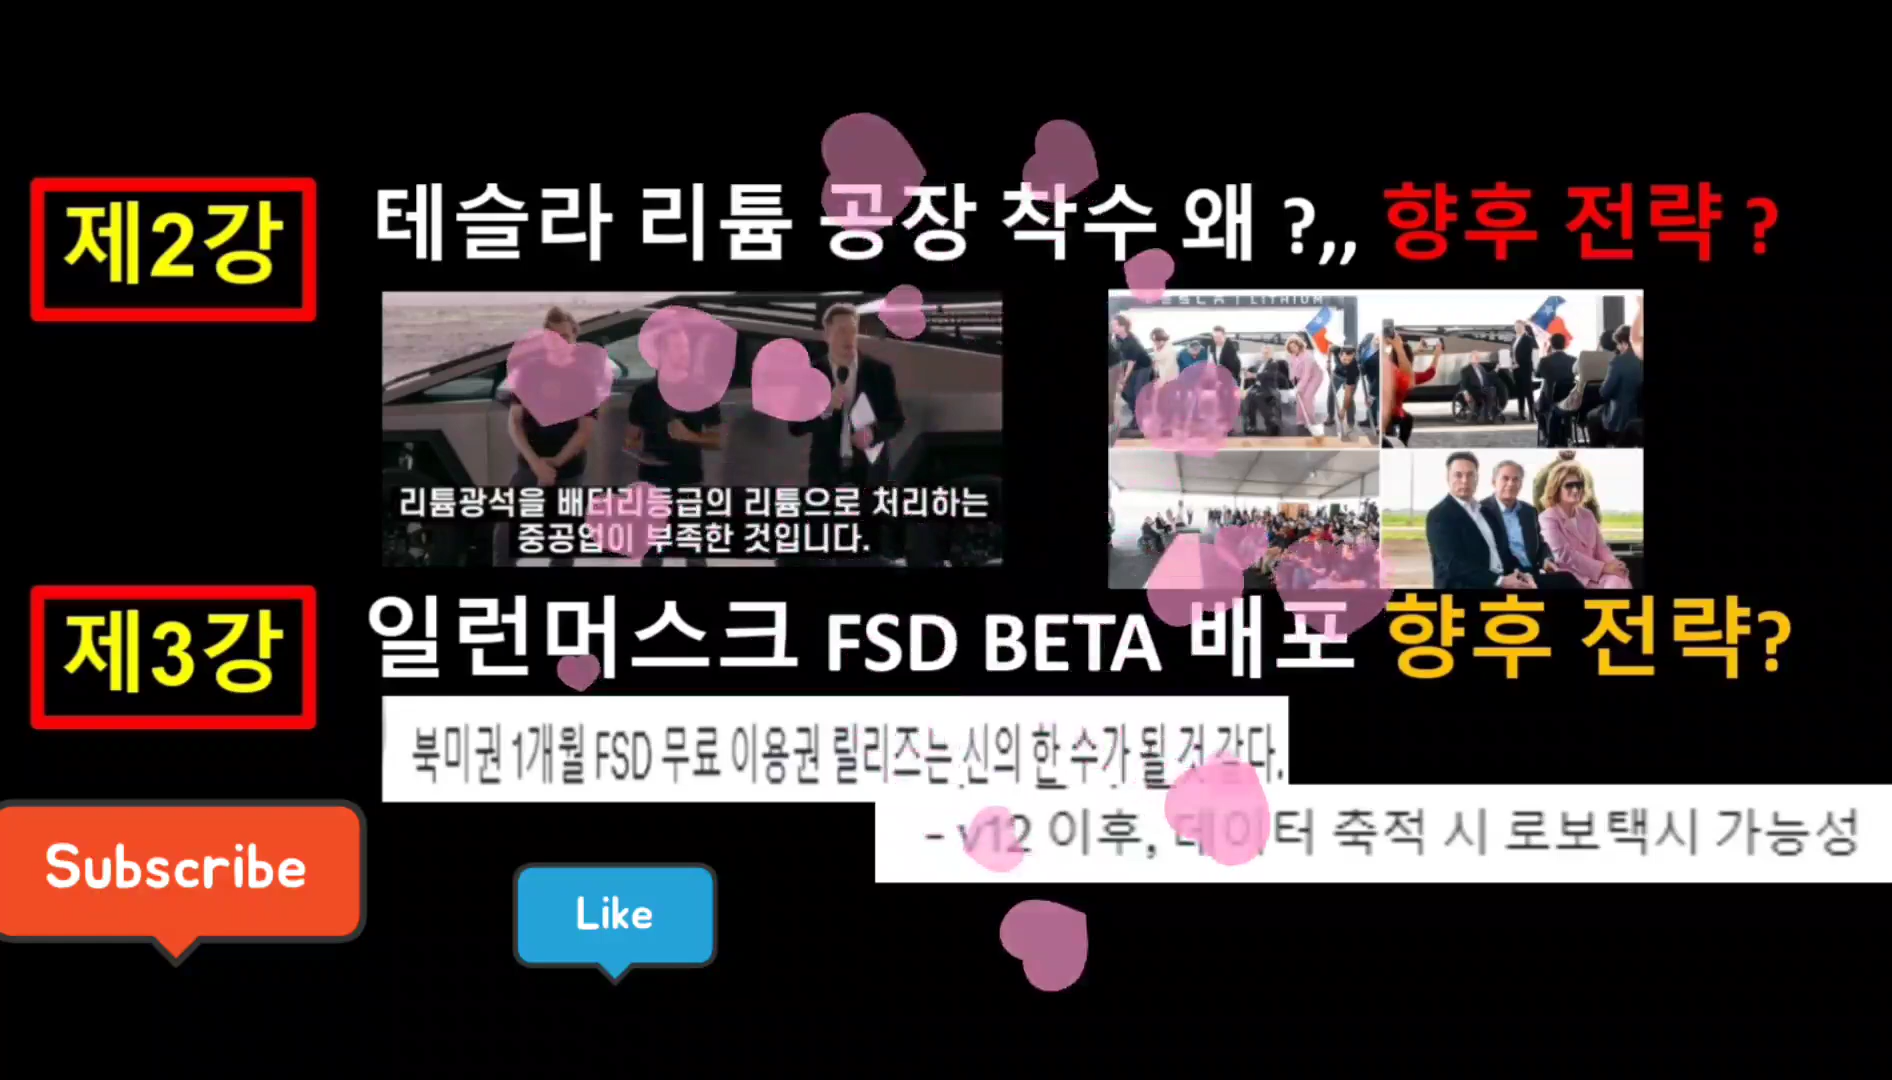 제2강
테슬라 리튬 공장 착수 왜 ?,, 향후 전략 ?
TESLA | LITHIUM
리튬광석을 배터리등급의 리튬으로 처리하는
중공업이 부족한 것입니다.
제3강
일런머스크 FSD BETA 배포 향후 전략?
북미권 1개월 FSD 무료 이용권 릴리즈는 신의 한 수가 될 것 같다.
- v12 이후, 데이터 축적 시 로보택시 가능성
Subscribe
Like